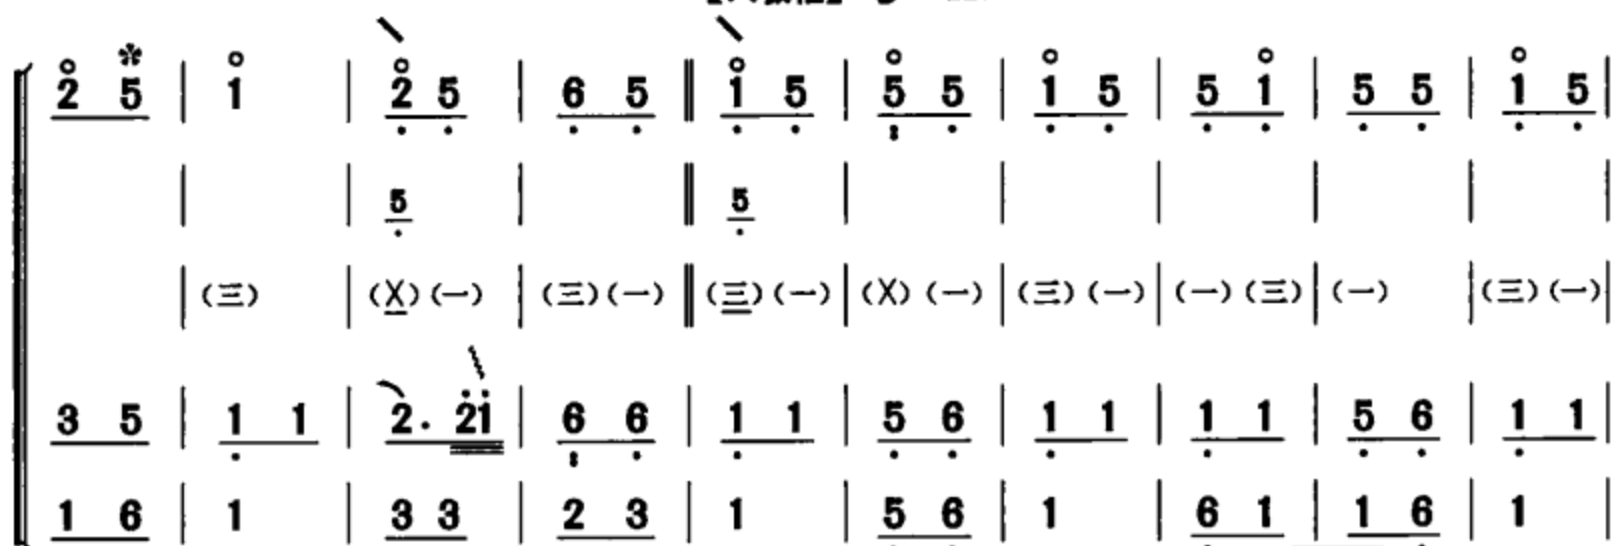 2 5 | 1 | 2 5 | 6 5 || 1 5 | 5 5 | 1 5 | 5 1 | 5 5 | 1 5 |
| | 5 | || 5 | | | | | |
| (三) | (X) (一) | (三) (一) || (三) (一) | (X) (一) | (三) (一) | (一) (三) | (一) | (三) (一) |
3 5 | 1 1 | 2. 2̇1̇ | 6 6 | 1 1 | 5 6 | 1 1 | 1 1 | 5 6 | 1 1 |
1 6 | 1 | 3 3 | 2 3 | 1 | 5 6 | 1 | 6 1 | 1 6 | 1 |